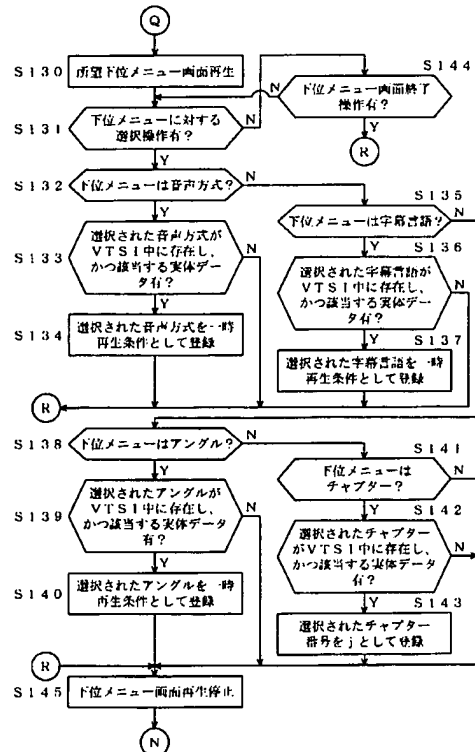 Q
S130
所望下位メニュー画面再生
S144
下位メニュー画面終了
操作有?
N
Y
R
S131
下位メニューに対する
選択操作有?
N
Y
S132
下位メニューは音声方式?
N
Y
S135
下位メニューは字幕言語?
N
Y
S133
選択された音声方式が
VTSI中に存在し、
かつ該当する実体データ
有?
N
Y
S136
選択された字幕言語が
VTSI中に存在し、
かつ該当する実体データ
有?
N
Y
S134
選択された音声方式を一時
再生条件として登録
S137
選択された字幕言語を一時
再生条件として登録
R
S138
下位メニューはアングル?
N
Y
S141
下位メニューは
チャプター?
N
Y
S139
選択されたアングルが
VTSI中に存在し、
かつ該当する実体データ
有?
N
Y
S142
選択されたチャプター
がVTSI中に存在し、
かつ該当する実体データ
有?
N
Y
S140
選択されたアングルを一時
再生条件として登録
S143
選択されたチャプター
番号をjとして登録
R
S145
下位メニュー画面再生停止
N